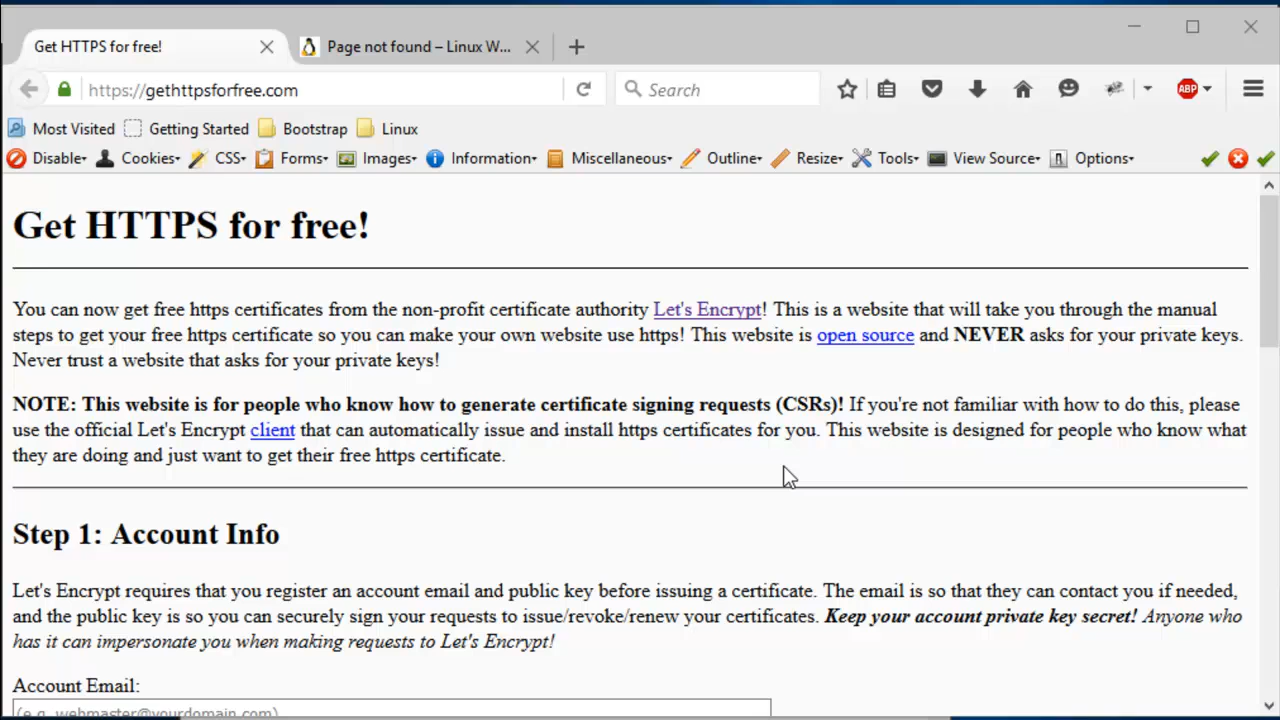 Get HTTPS for free!
Page not found – Linux W...
https://gethttpsforfree.com
Search
ABP
Most Visited
Getting Started
Bootstrap
Linux
Disable
Cookies
CSS
Forms
Images
Information
Miscellaneous
Outline
Resize
Tools
View Source
Options
Get HTTPS for free!
You can now get free https certificates from the non-profit certificate authority Let's Encrypt! This is a website that will take you through the manual
steps to get your free https certificate so you can make your own website use https! This website is open source and NEVER asks for your private keys.
Never trust a website that asks for your private keys!
NOTE: This website is for people who know how to generate certificate signing requests (CSRs)! If you're not familiar with how to do this, please
use the official Let's Encrypt client that can automatically issue and install https certificates for you. This website is designed for people who know what
they are doing and just want to get their free https certificate.
Step 1: Account Info
Let's Encrypt requires that you register an account email and public key before issuing a certificate. The email is so that they can contact you if needed,
and the public key is so you can securely sign your requests to issue/revoke/renew your certificates. Keep your account private key secret! Anyone who
has it can impersonate you when making requests to Let's Encrypt!
Account Email:
(e.g. webmaster@yourdomain.com)